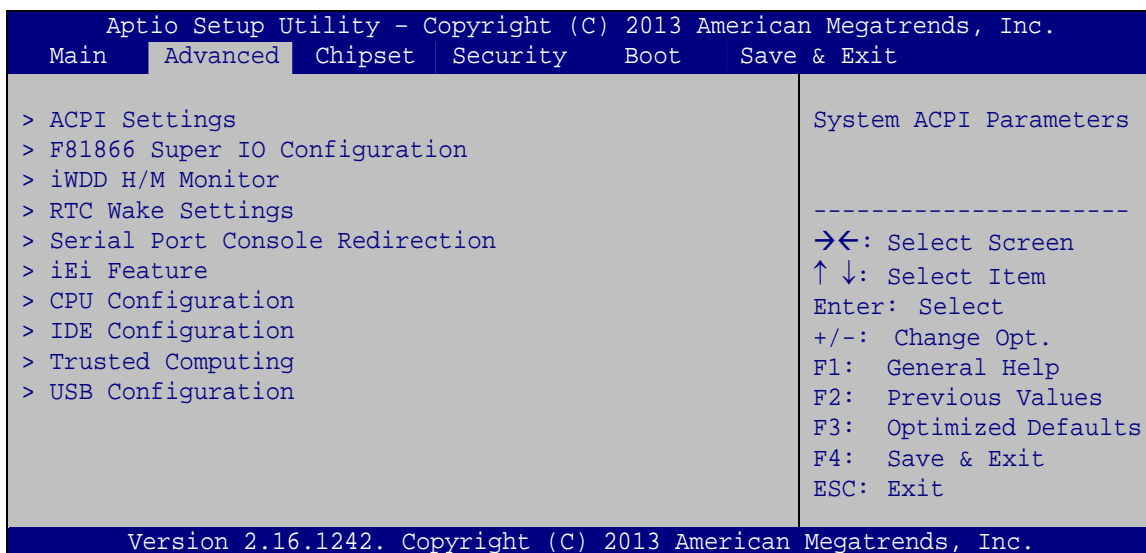 Aptio Setup Utility – Copyright (C) 2013 American Megatrends, Inc.
Main Advanced Chipset Security Boot Save & Exit
> ACPI Settings
> F81866 Super IO Configuration
> iWDD H/M Monitor
> RTC Wake Settings
> Serial Port Console Redirection
> iEi Feature
> CPU Configuration
> IDE Configuration
> Trusted Computing
> USB Configuration
System ACPI Parameters
----------------------
→←: Select Screen
↑ ↓: Select Item
Enter: Select
+/-: Change Opt.
F1: General Help
F2: Previous Values
F3: Optimized Defaults
F4: Save & Exit
ESC: Exit
Version 2.16.1242. Copyright (C) 2013 American Megatrends, Inc.